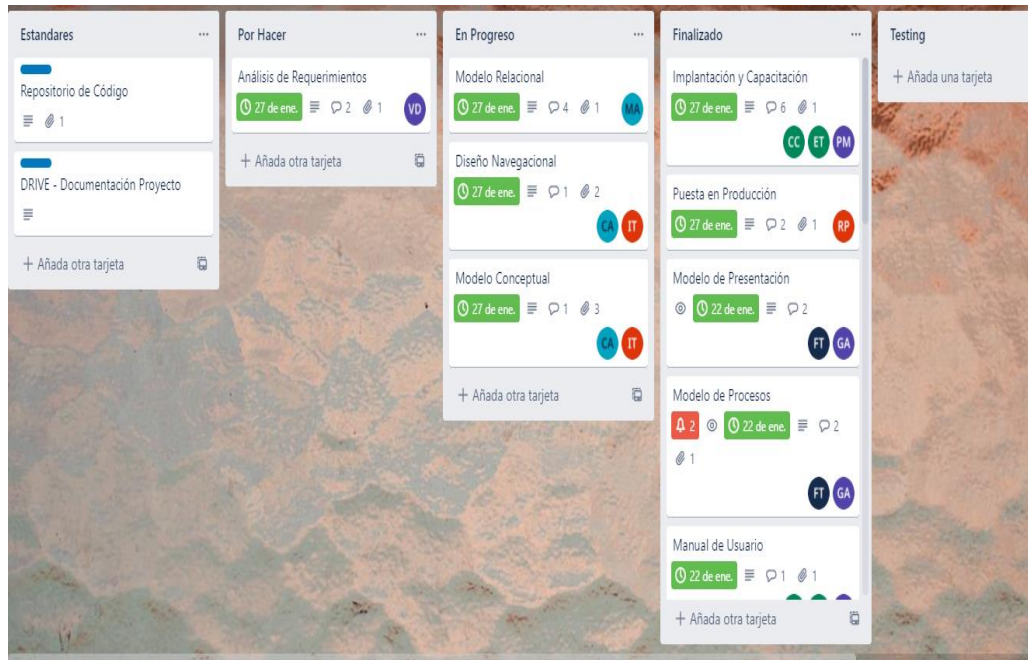 Estandares
Repositorio de Código
1
DRIVE - Documentación Proyecto
+ Añada otra tarjeta
Por Hacer
Análisis de Requerimientos
27 de ene. 2 1 VD
+ Añada otra tarjeta
En Progreso
Modelo Relacional
27 de ene. 4 1 MA
Diseño Navegacional
27 de ene. 1 2
CA IT
Modelo Conceptual
27 de ene. 1 3
CA IT
+ Añada otra tarjeta
Finalizado
Implantación y Capacitación
27 de ene. 6 1
CC ET PM
Puesta en Producción
27 de ene. 2 1 RP
Modelo de Presentación
22 de ene. 2
FT GA
Modelo de Procesos
2 22 de ene. 2
1
FT GA
Manual de Usuario
22 de ene. 1 1
+ Añada otra tarjeta
Testing
+ Añada una tarjeta